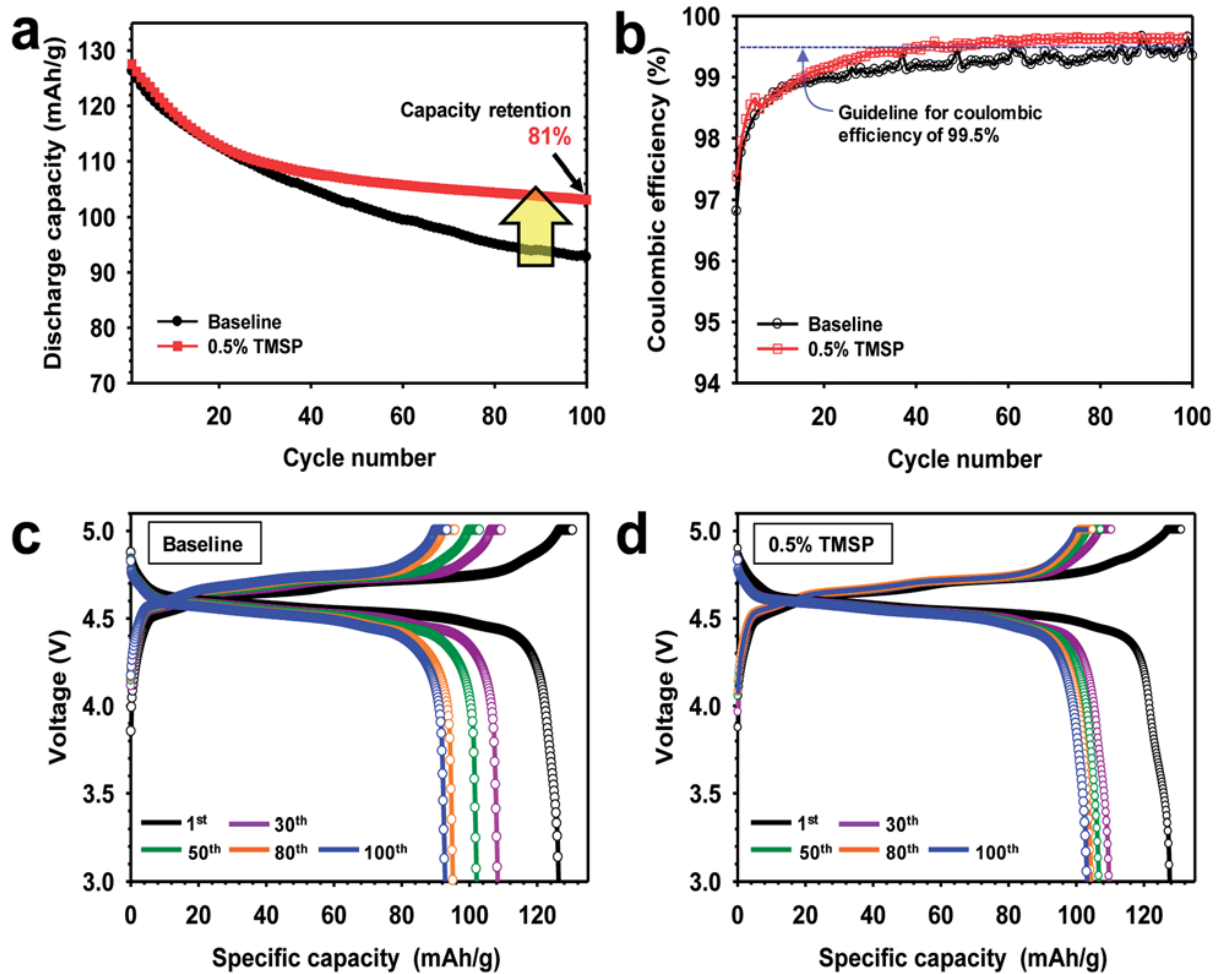 a
Discharge capacity (mAh/g)
130
120
110
100
90
80
70
Capacity retention
81%
Baseline
0.5% TMSP
20
40
60
80
100
Cycle number
b
Coulombic efficiency (%)
100
99
98
97
96
95
94
Guideline for coulombic
efficiency of 99.5%
Baseline
0.5% TMSP
20
40
60
80
100
Cycle number
c
Voltage (V)
5.0
4.5
4.0
3.5
3.0
Baseline
1st
30th
50th
80th
100th
0
20
40
60
80
100
120
Specific capacity (mAh/g)
d
Voltage (V)
5.0
4.5
4.0
3.5
3.0
0.5% TMSP
1st
30th
50th
80th
100th
0
20
40
60
80
100
120
Specific capacity (mAh/g)